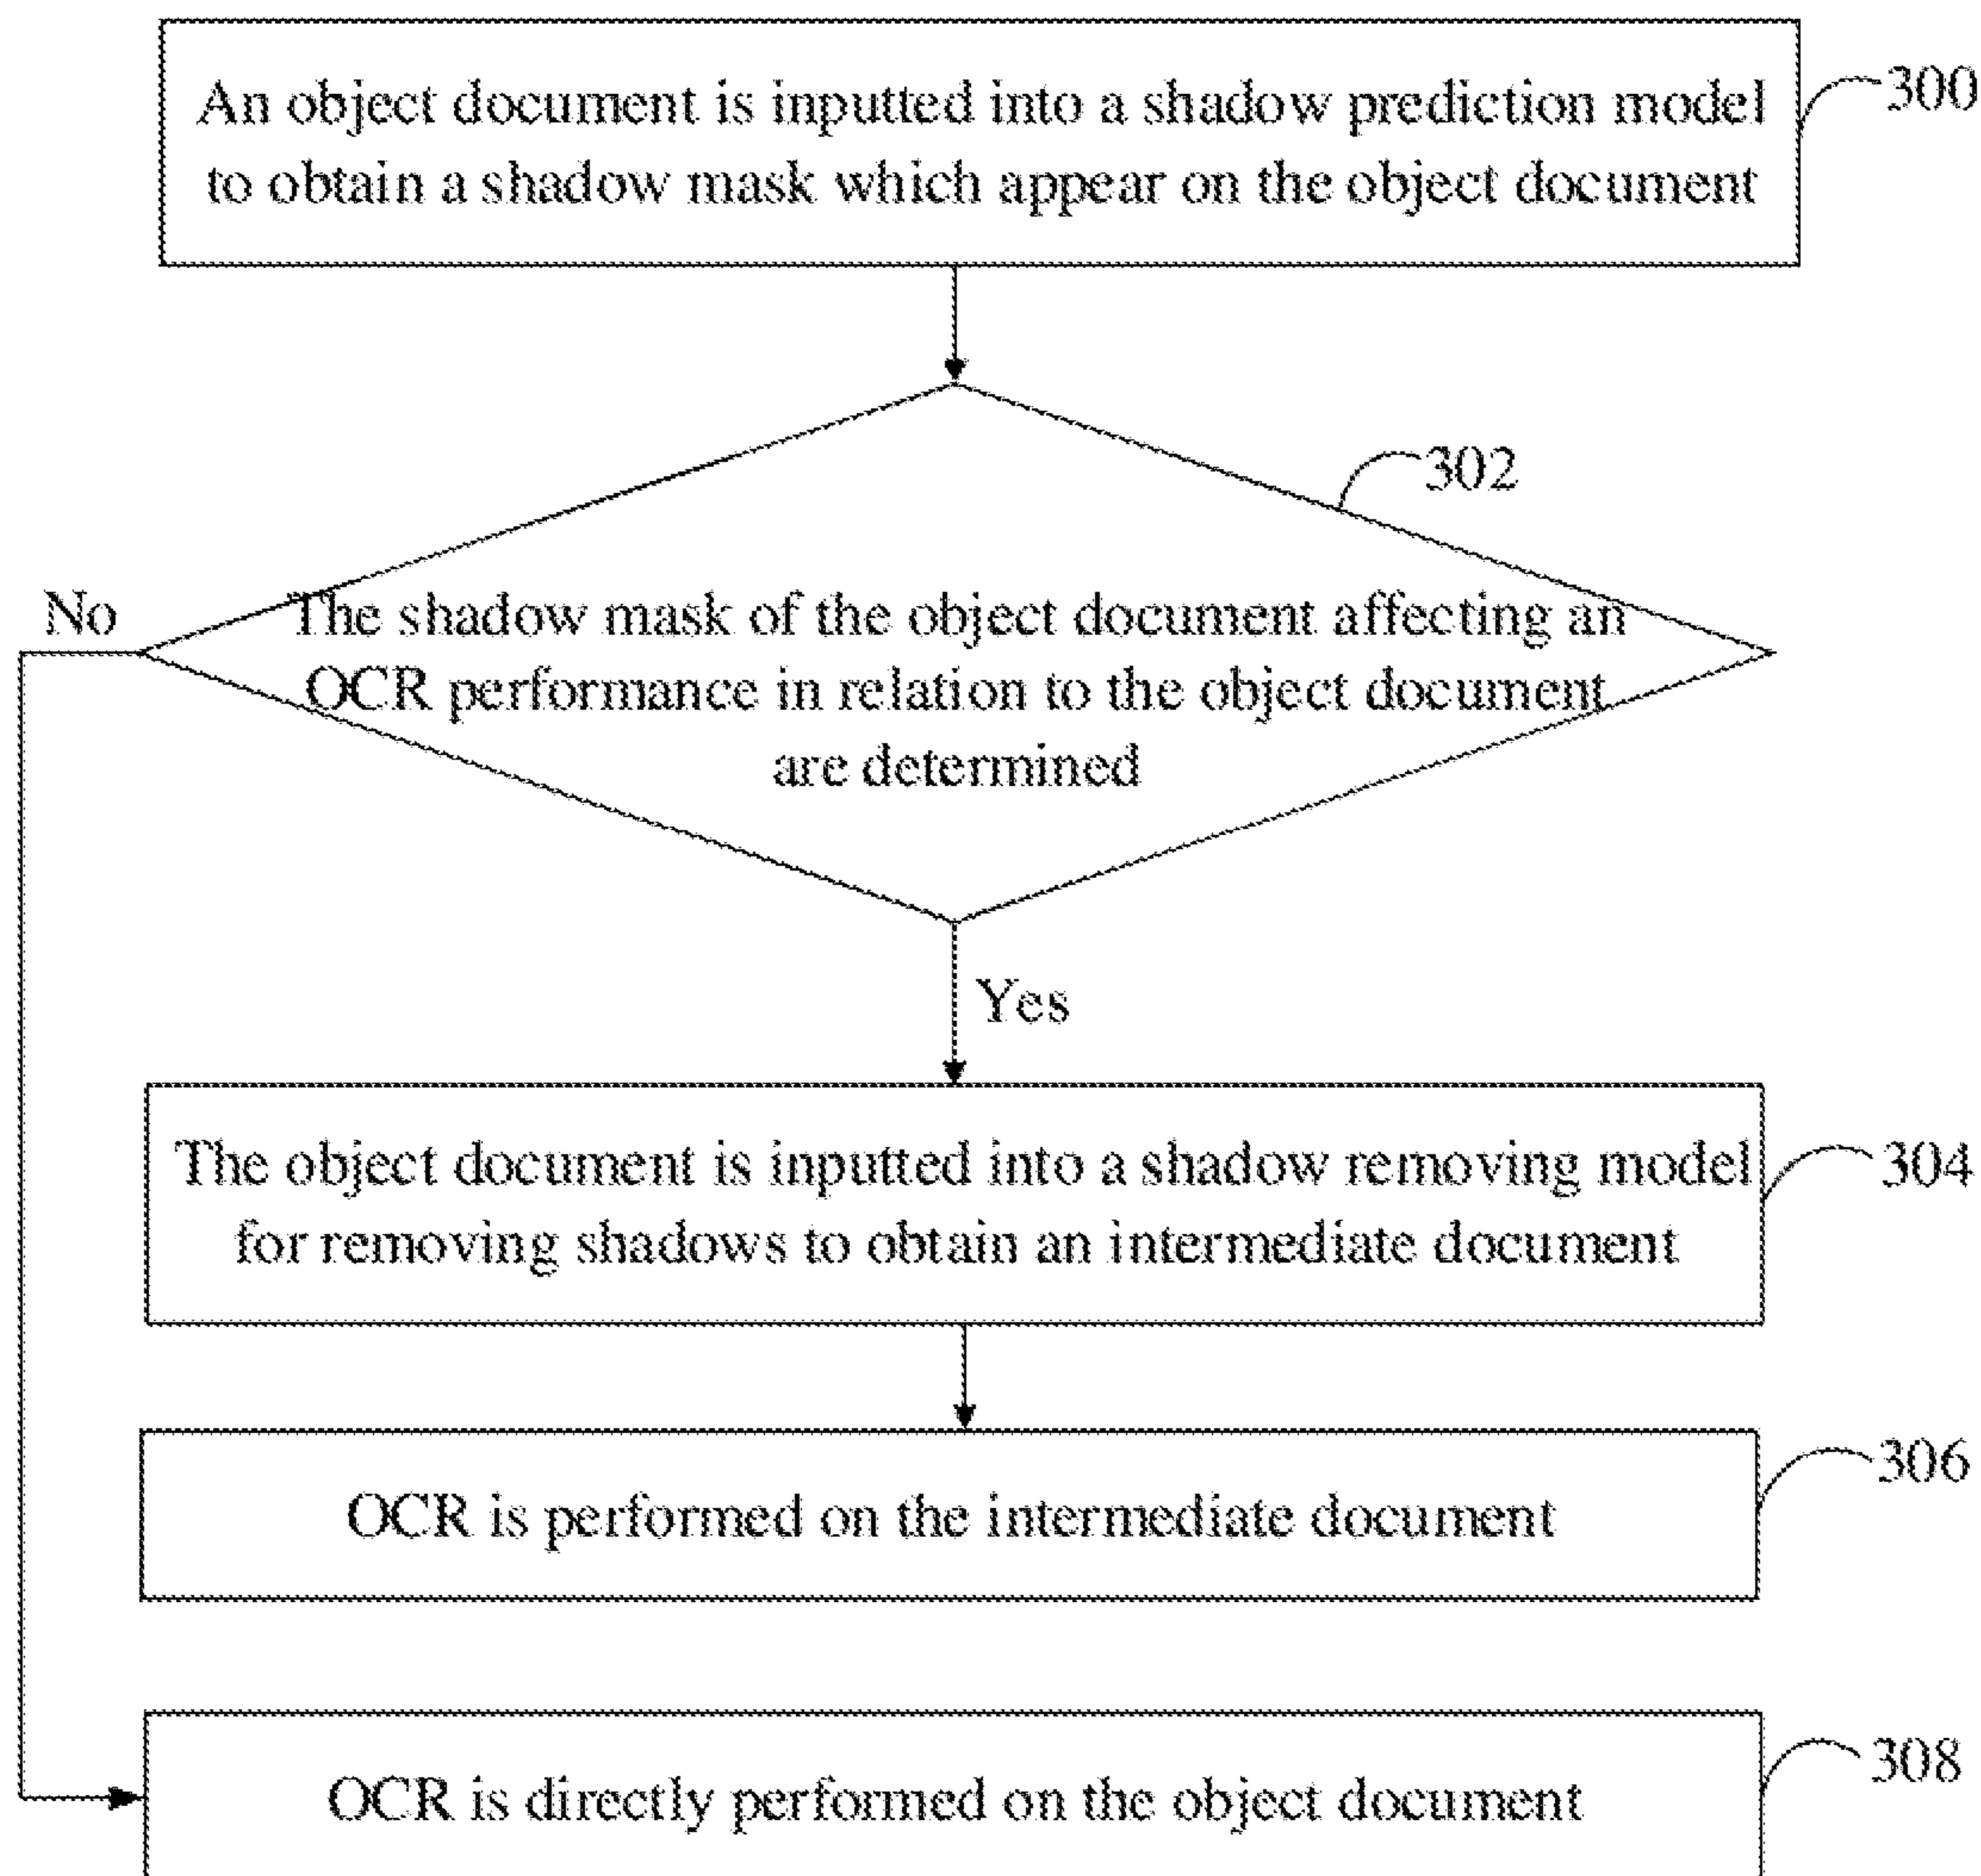 An object document is inputted into a shadow prediction model
to obtain a shadow mask which appear on the object document
300
302
No
The shadow mask of the object document affecting an
OCR performance in relation to the object document
are determined
Yes
The object document is inputted into a shadow removing model
for removing shadows to obtain an intermediate document
304
OCR is performed on the intermediate document
306
OCR is directly performed on the object document
308